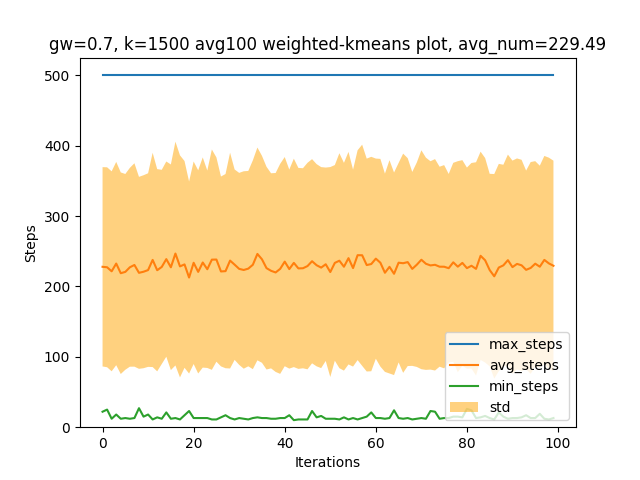 gw=0.7, k=1500 avg100 weighted-kmeans plot, avg_num=229.49
500
400
300
200
100
0
Steps
max_steps
avg_steps
min_steps
std
0 20 40 60 80 100
Iterations